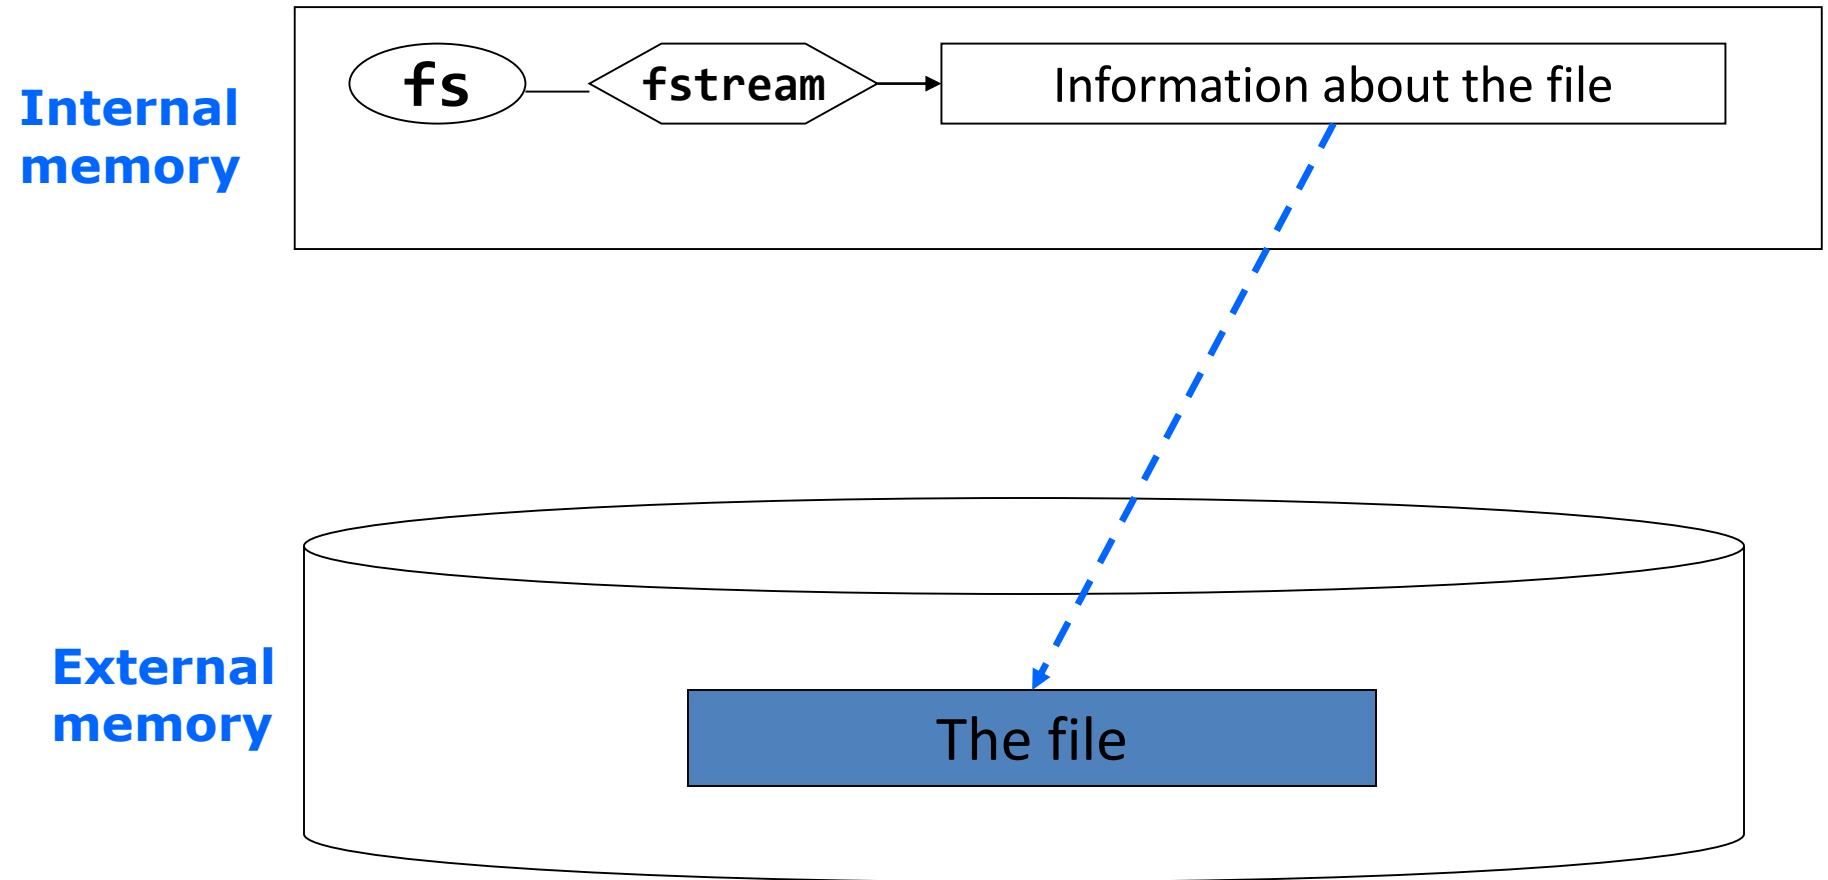 Internal
memory
fs
fstream
Information about the file
External
memory
The file